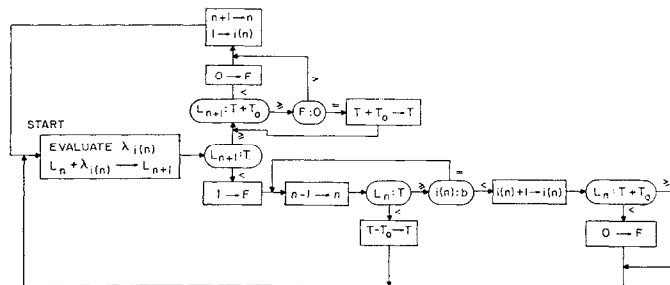 n+1→n
1→i(n)
0→F
>
<
L_{n+1}:T+T_0
≥
F:0
=
T+T_0→T
START
EVALUATE λ_{i(n)}
L_n+λ_{i(n)}→L_{n+1}
≥
L_{n+1}:T
<
=
1→F
n-1→n
L_n:T
≥
i(n):b
<
i(n)+1→i(n)
L_n:T+T_0
≥
<
<
T-T_0→T
0→F